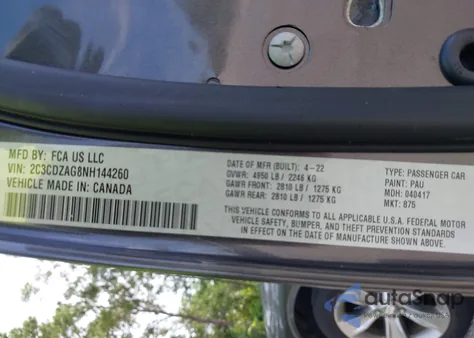 MFD BY: FCA US LLC
VIN: 2C3CDZAG8NH144260
VEHICLE MADE IN: CANADA
DATE OF MFR (BUILT): 4-22
GVWR: 4950 LB / 2246 KG
GAWR FRONT: 2810 LB / 1275 KG
GAWR REAR: 2810 LB / 1275 KG
TYPE: PASSENGER CAR
PAINT: PAU
MDH: 040417
MKT: 875
THIS VEHICLE CONFORMS TO ALL APPLICABLE U.S.A. FEDERAL MOTOR
VEHICLE SAFETY, BUMPER, AND THEFT PREVENTION STANDARDS IN
EFFECT ON THE DATE OF MANUFACTURE SHOWN ABOVE.
autoSnap